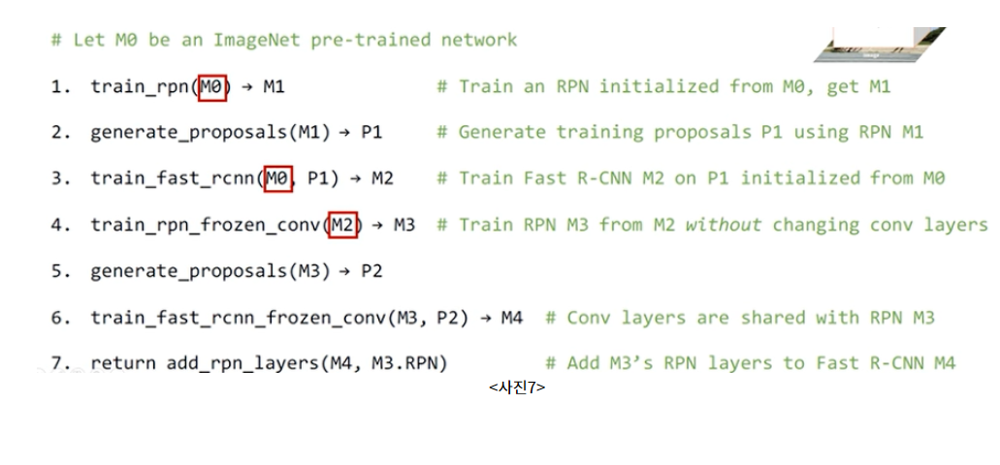 # Let M0 be an ImageNet pre-trained network
1. train_rpn(M0) → M1 # Train an RPN initialized from M0, get M1
2. generate_proposals(M1) → P1 # Generate training proposals P1 using RPN M1
3. train_fast_rcnn(M0, P1) → M2 # Train Fast R-CNN M2 on P1 initialized from M0
4. train_rpn_frozen_conv(M2) → M3 # Train RPN M3 from M2 without changing conv layers
5. generate_proposals(M3) → P2
6. train_fast_rcnn_frozen_conv(M3, P2) → M4 # Conv layers are shared with RPN M3
7. return add_rpn_layers(M4, M3.RPN) # Add M3’s RPN layers to Fast R-CNN M4
<사진7>